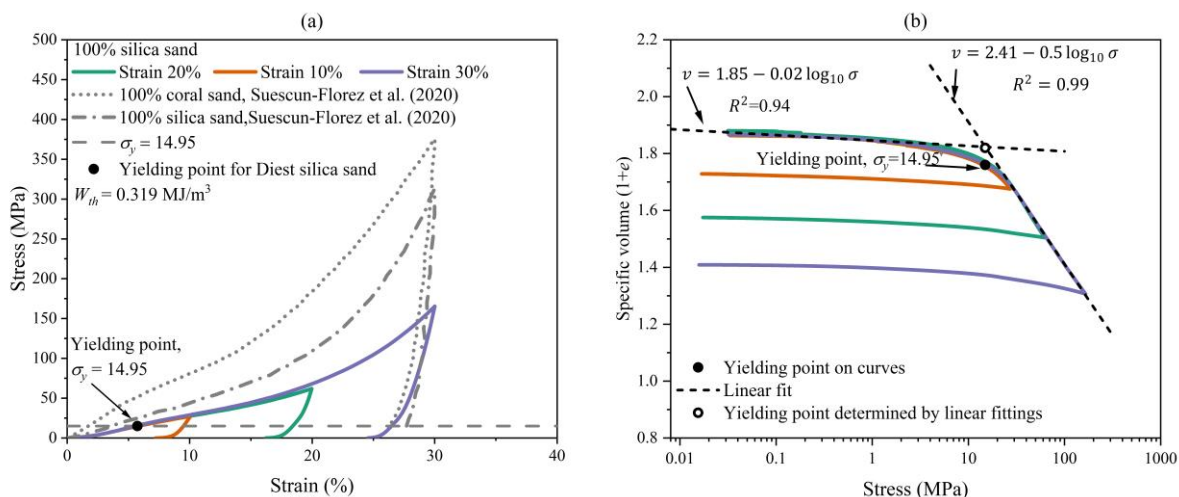 (a)
500
450
400
350
300
250
200
150
100
50
0
Stress (MPa)
100% silica sand
Strain 20% Strain 10% Strain 30%
100% coral sand, Suescun-Florez et al. (2020)
100% silica sand,Suescun-Florez et al. (2020)
σy = 14.95
Yielding point for Diest silica sand
Wth = 0.319 MJ/m³
Yielding point,
σy = 14.95
0 10 20 30 40
Strain (%)
(b)
2.2
2.0
1.8
1.6
1.4
1.2
1.0
0.8
Specific volume (1+e)
v = 2.41 − 0.5 log10 σ
R² = 0.99
v = 1.85 − 0.02 log10 σ
R²=0.94
Yielding point, σy=14.95
Yielding point on curves
Linear fit
Yielding point determined by linear fittings
0.01 0.1 1 10 100 1000
Stress (MPa)